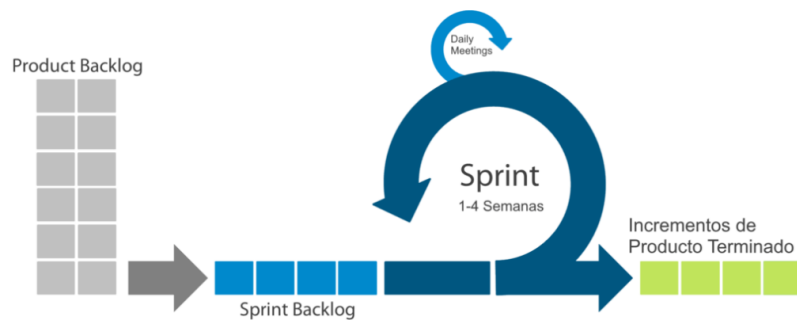 Product Backlog
Daily
Meetings
Sprint
1-4 Semanas
Incrementos de
Producto Terminado
Sprint Backlog